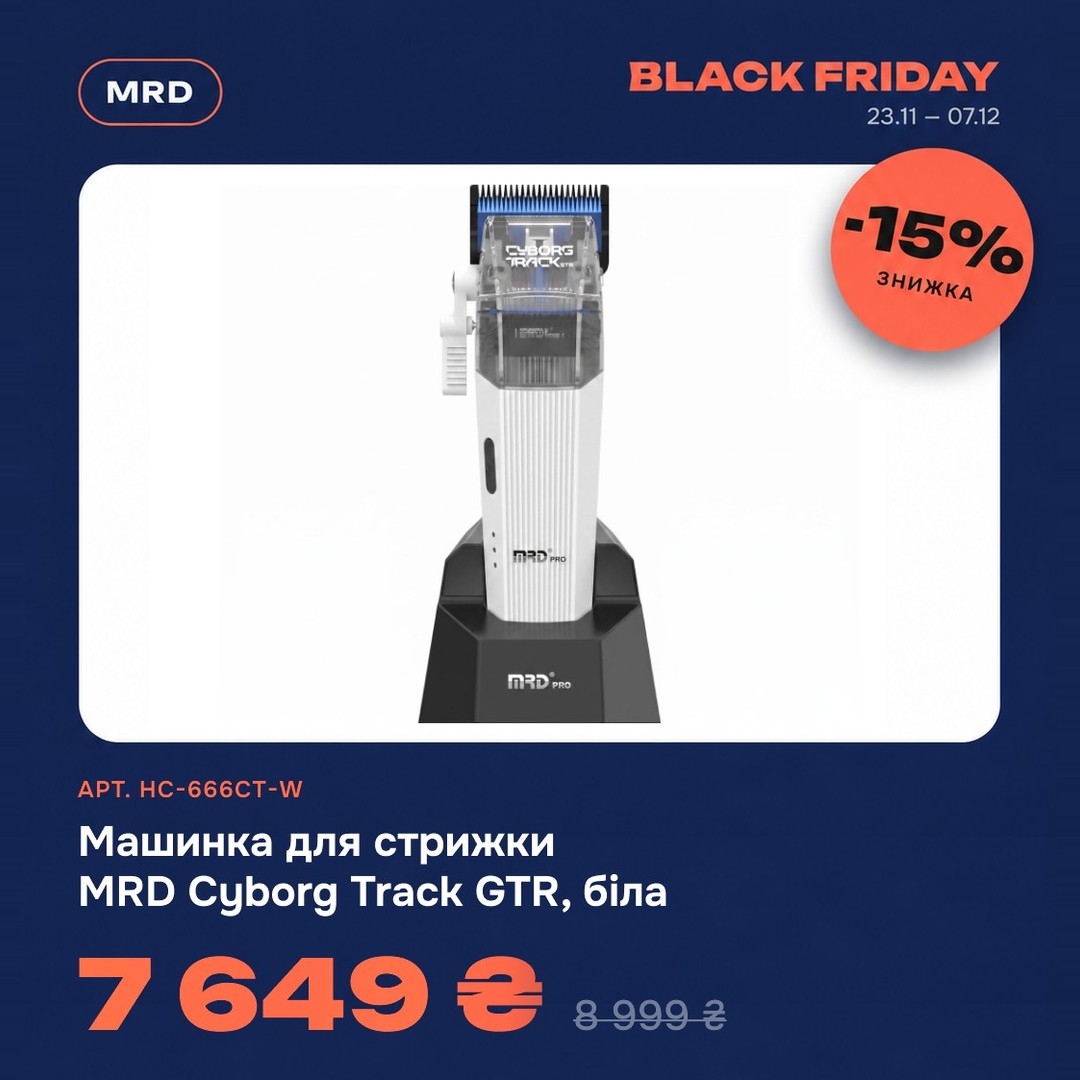 MRD
BLACK FRIDAY
23.11 – 07.12
-15%
ЗНИЖКА
CYBORG
TRACK GTR
MRD® PRO
MRD® PRO
АРТ. HC-666CT-W
Машинка для стрижки
MRD Cyborg Track GTR, біла
7 649 ₴ 8 999 ₴